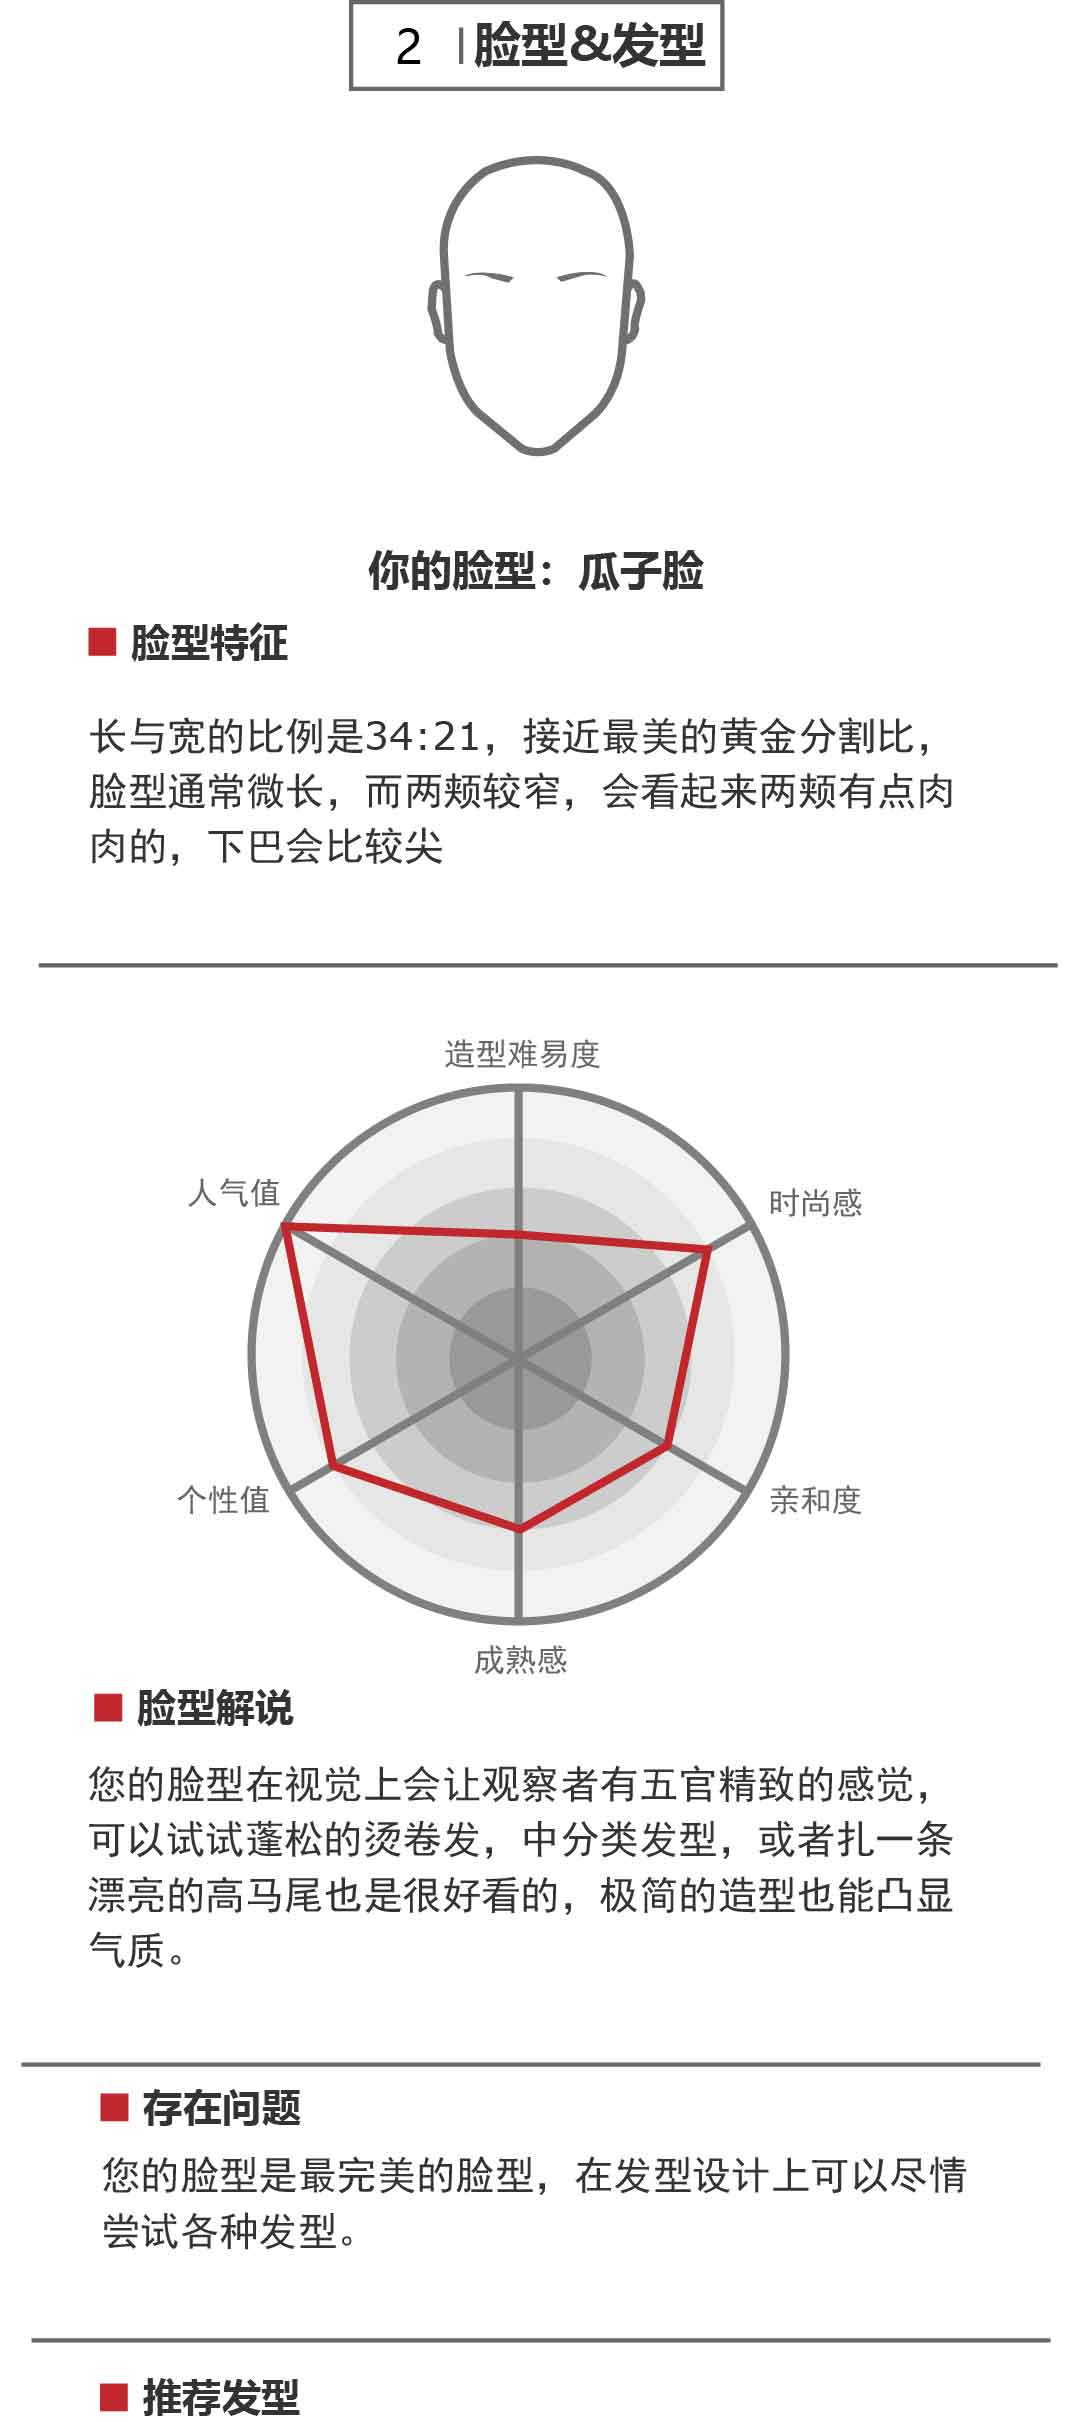 2 |脸型&发型
你的脸型：瓜子脸
脸型特征
长与宽的比例是34:21，接近最美的黄金分割比，
脸型通常微长，而两颊较窄，会看起来两颊有点肉
肉的，下巴会比较尖
造型难易度
人气值
时尚感
个性值
亲和度
成熟感
脸型解说
您的脸型在视觉上会让观察者有五官精致的感觉，
可以试试蓬松的烫卷发，中分类发型，或者扎一条
漂亮的高马尾也是很好看的，极简的造型也能凸显
气质。
存在问题
您的脸型是最完美的脸型，在发型设计上可以尽情
尝试各种发型。
推荐发型